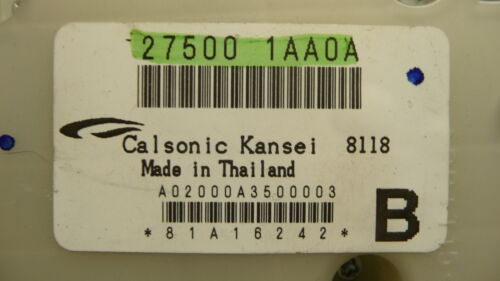 27500 1AA0A
Calsonic Kansei 8118
Made in Thailand
A02000A3500003
B
*81A16242*